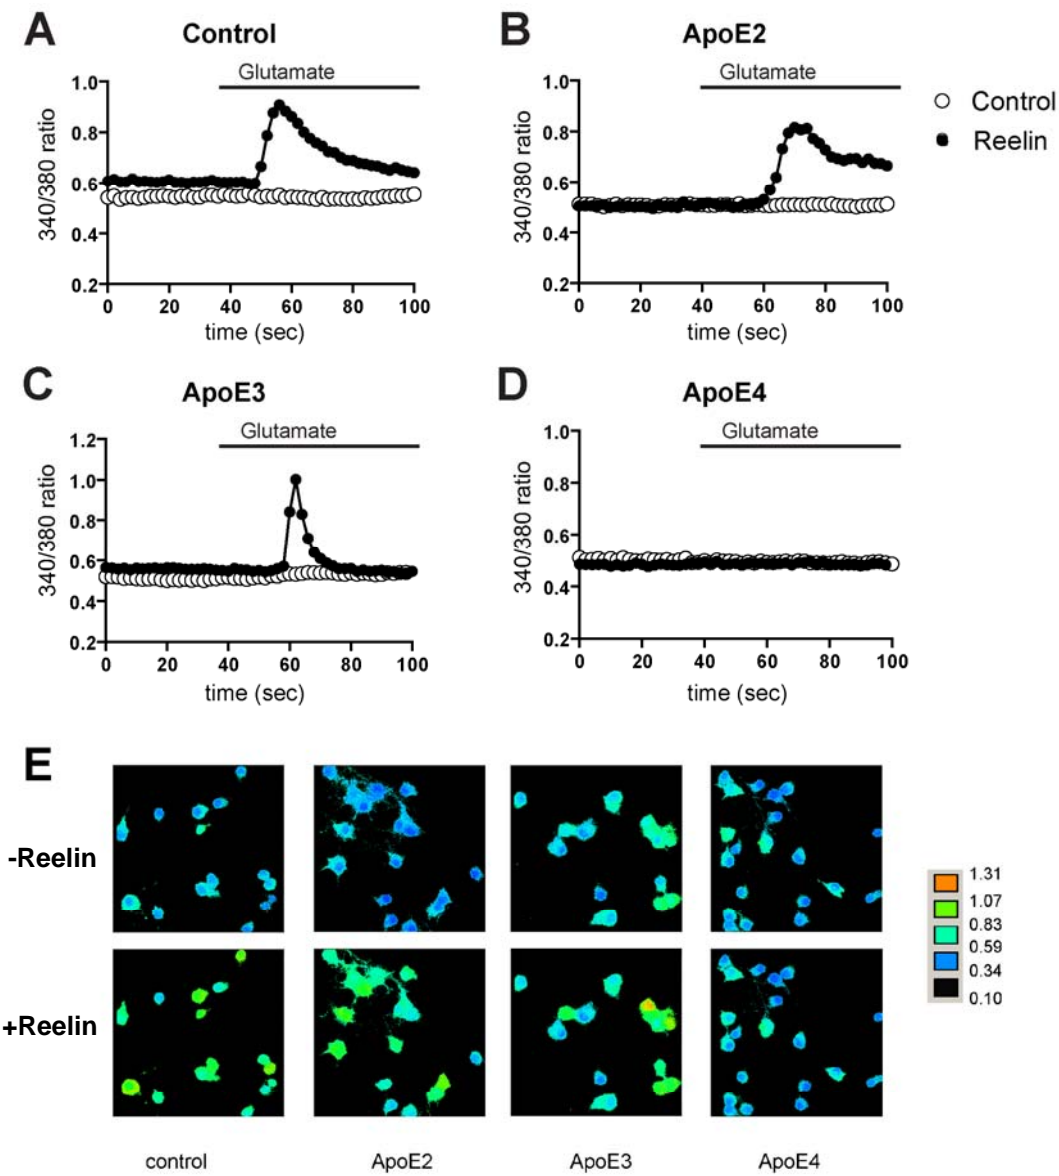 A
Control
Glutamate
340/380 ratio
1.0
0.8
0.6
0.4
0.2
0 20 40 60 80 100
time (sec)
B
ApoE2
Glutamate
340/380 ratio
1.0
0.8
0.6
0.4
0.2
0 20 40 60 80 100
time (sec)
Control
Reelin
C
ApoE3
Glutamate
340/380 ratio
1.2
1.0
0.8
0.6
0.4
0.2
0 20 40 60 80 100
time (sec)
D
ApoE4
Glutamate
340/380 ratio
1.0
0.8
0.6
0.4
0.2
0 20 40 60 80 100
time (sec)
E
-Reelin
+Reelin
1.31
1.07
0.83
0.59
0.34
0.10
control ApoE2 ApoE3 ApoE4